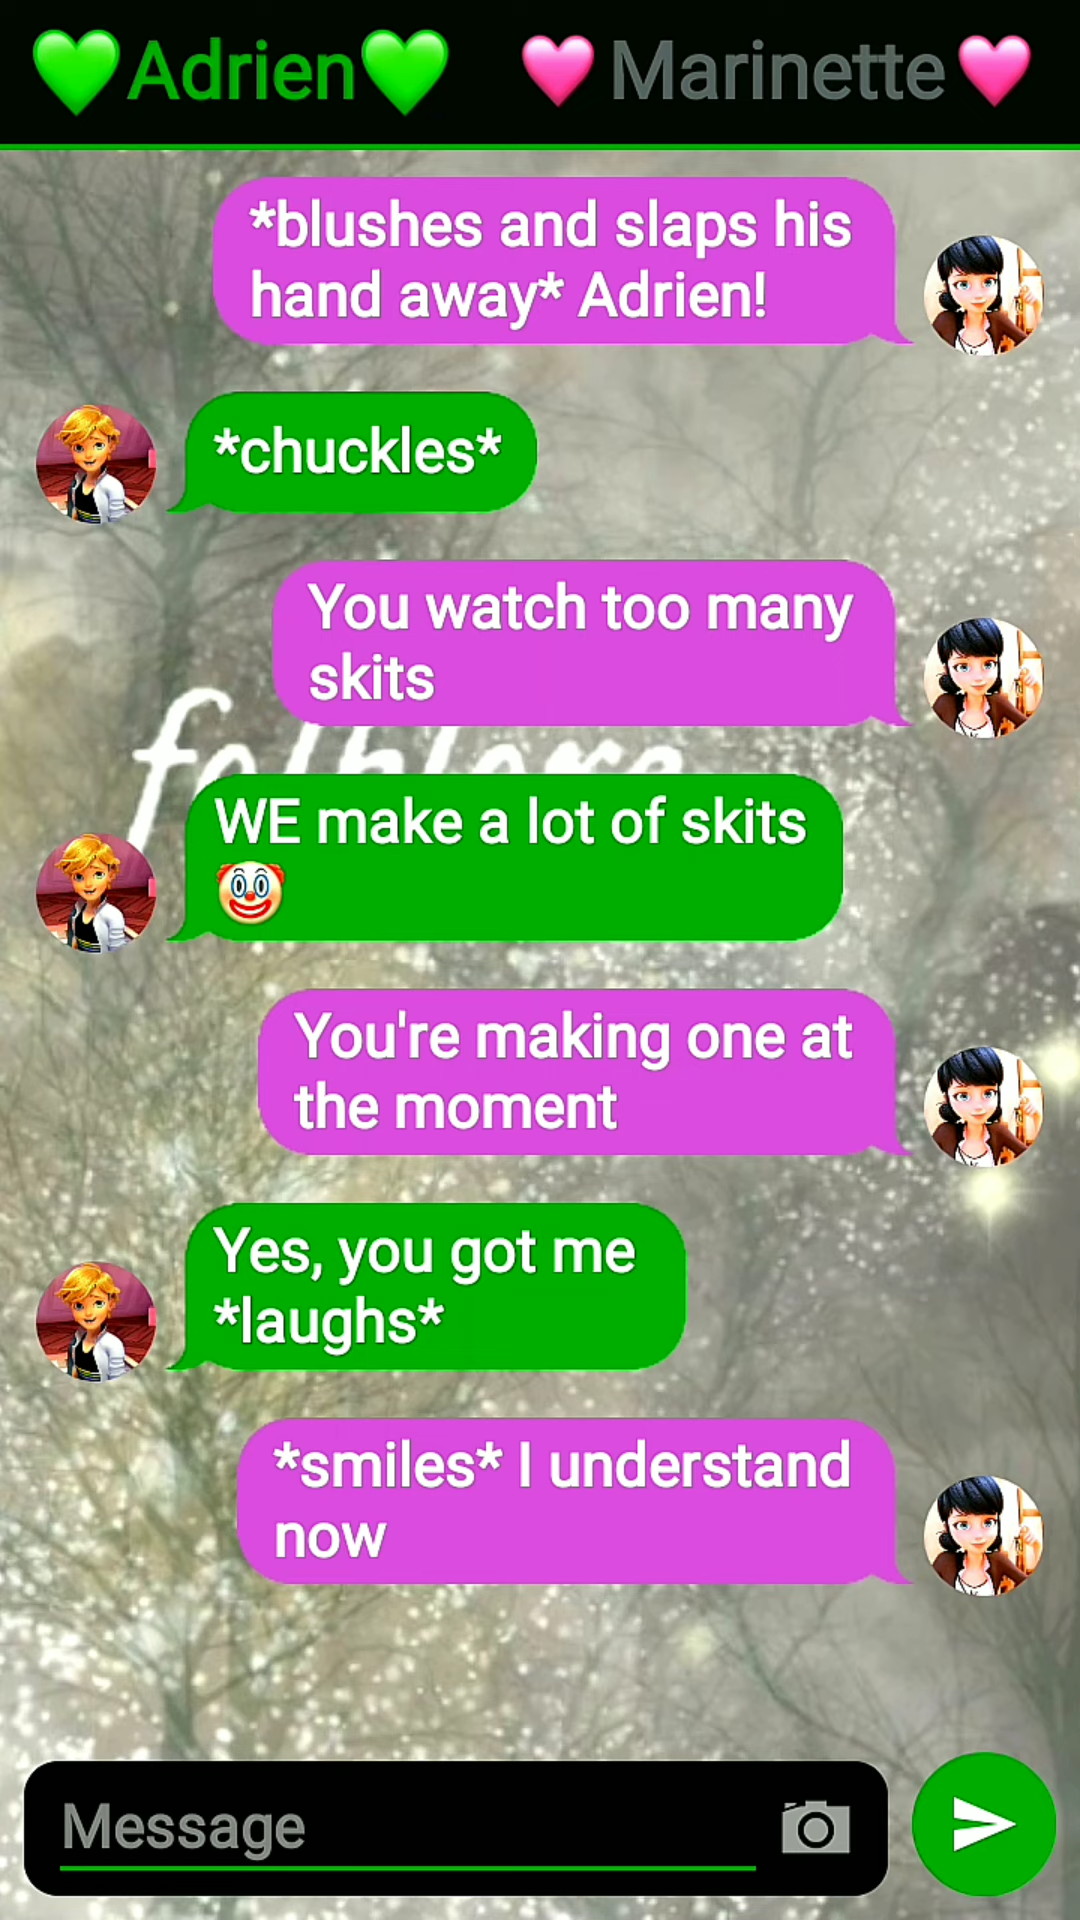 💚Adrien💚 💗Marinette💗
*blushes and slaps his
hand away* Adrien!
*chuckles*
You watch too many
skits
folklore
WE make a lot of skits
🤡
You're making one at
the moment
Yes, you got me
*laughs*
*smiles* I understand
now
Message